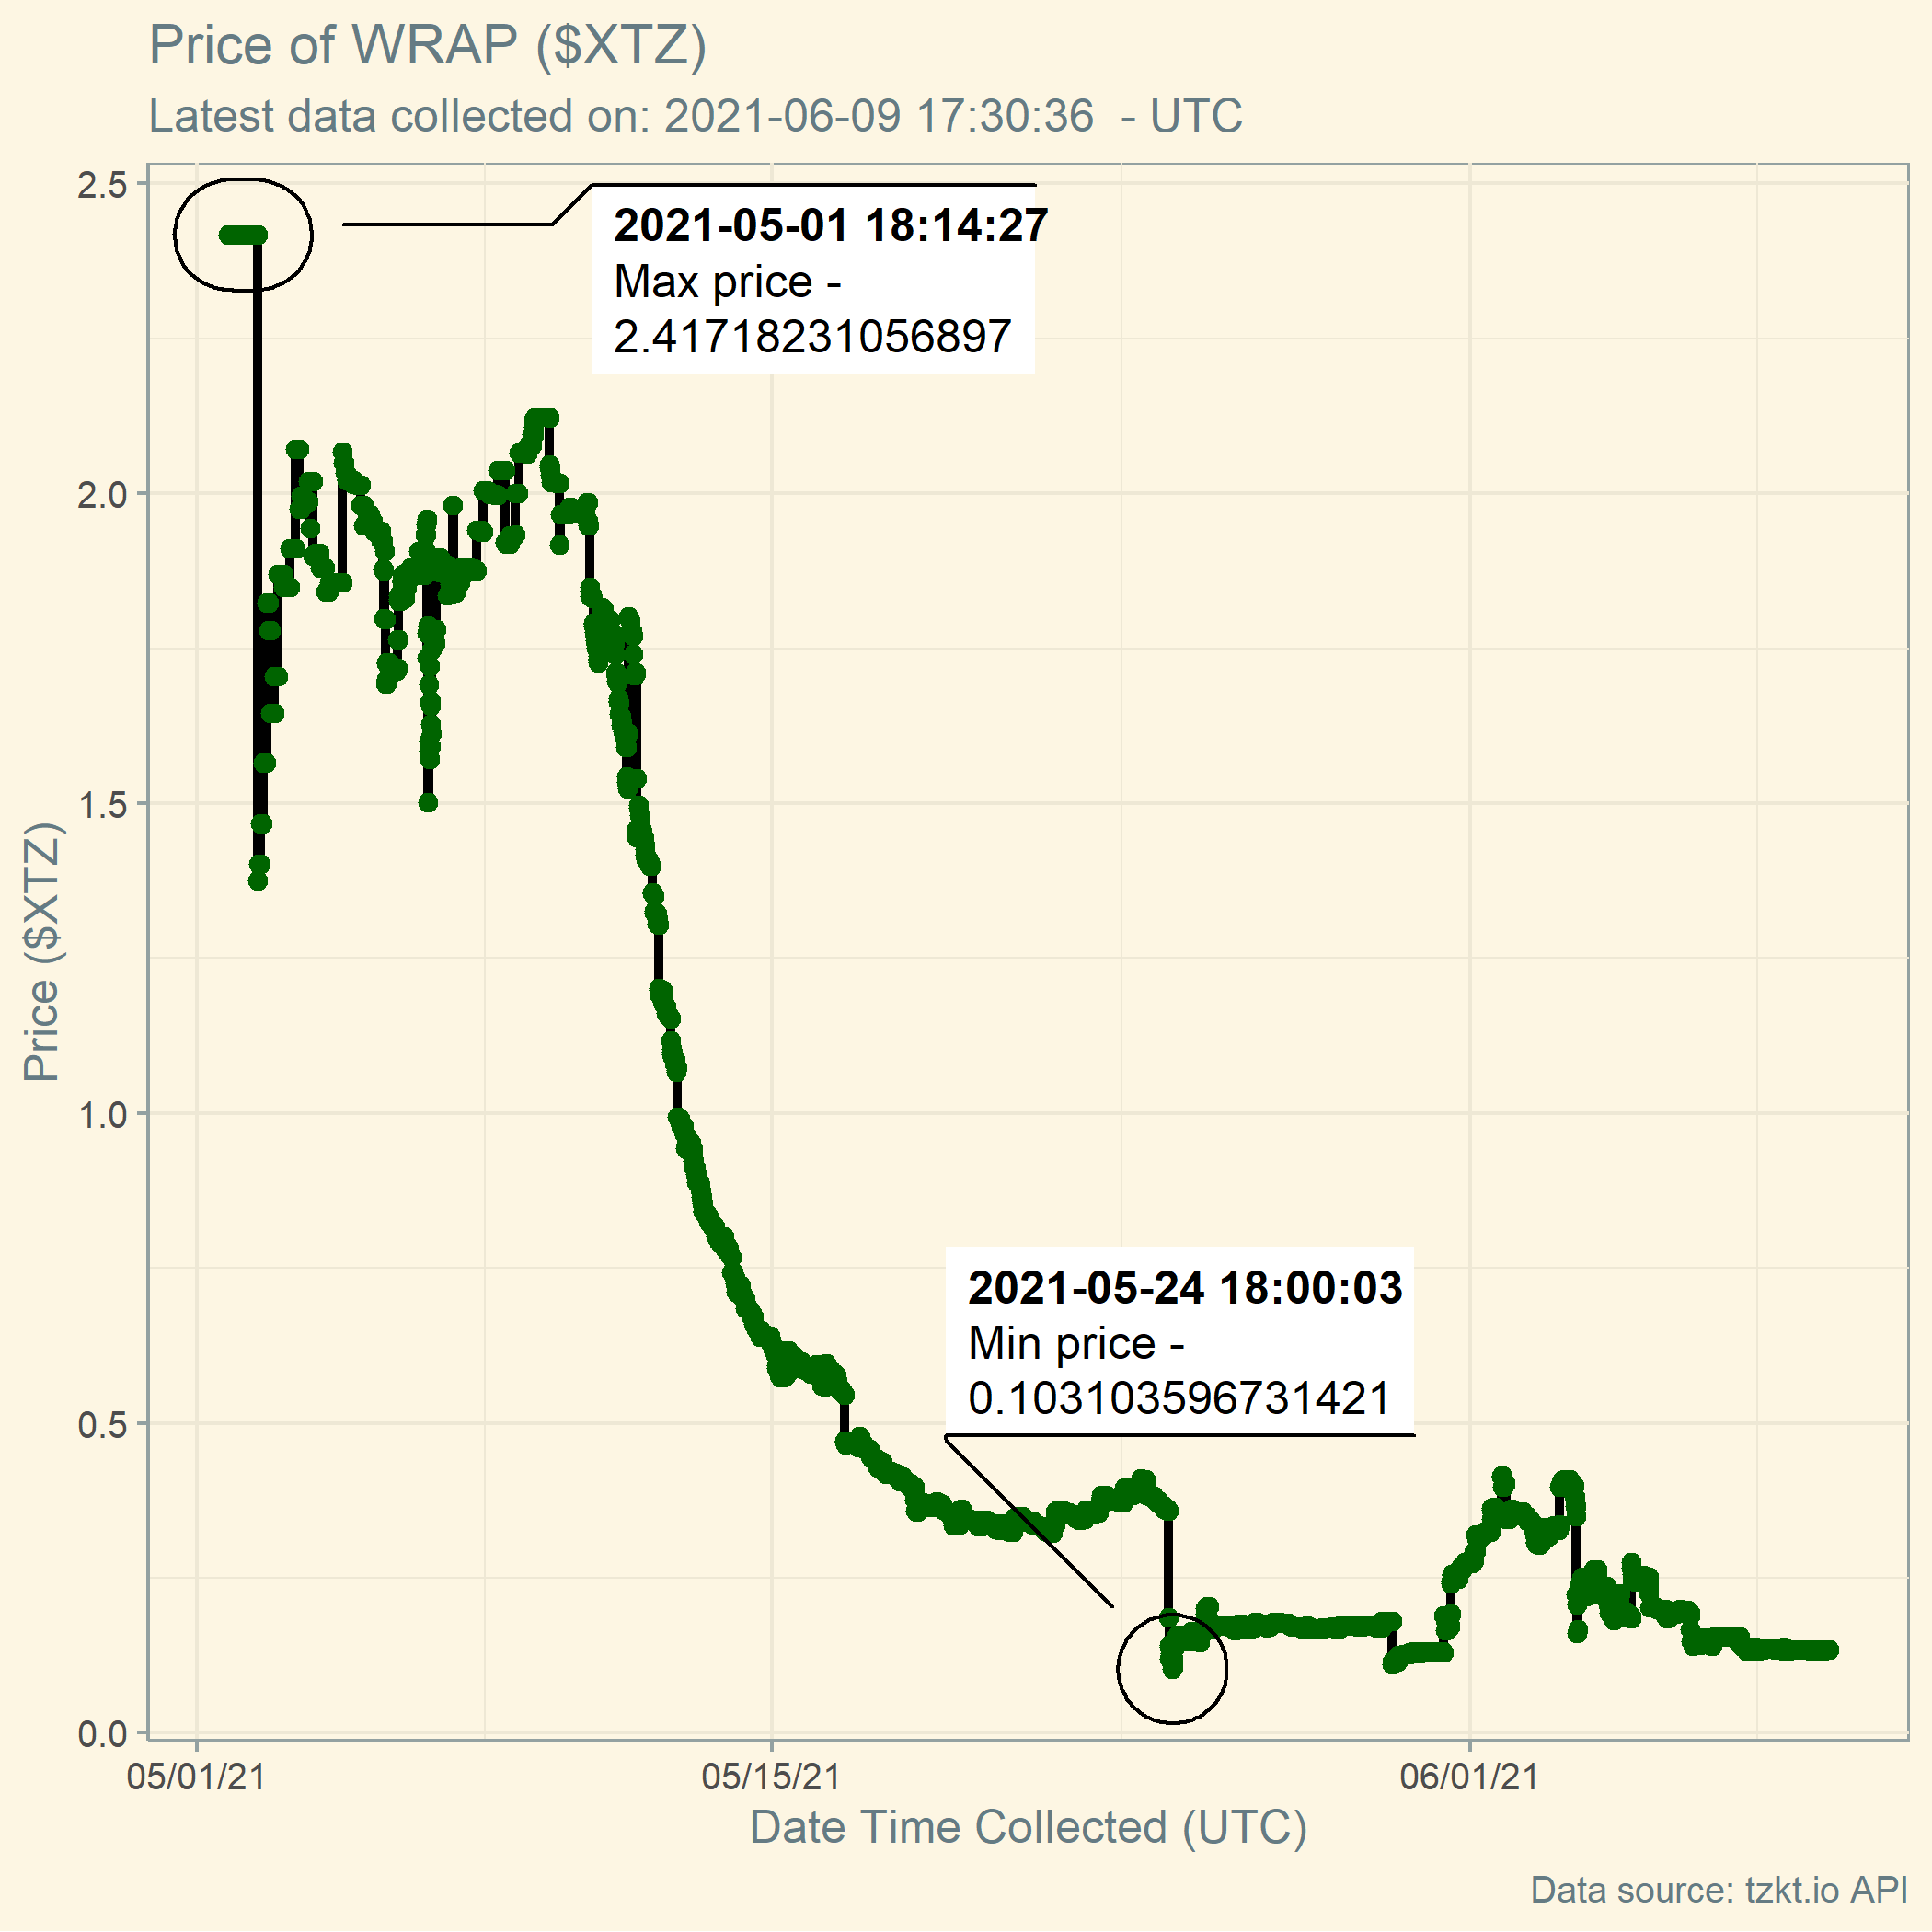 Price of WRAP ($XTZ)
Latest data collected on: 2021-06-09 17:30:36  - UTC
2.5
2021-05-01 18:14:27
Max price -
2.41718231056897
2.0
1.5
Price ($XTZ)
1.0
2021-05-24 18:00:03
Min price -
0.103103596731421
0.5
0.0
05/01/21 05/15/21 06/01/21
Date Time Collected (UTC)
Data source: tzkt.io API